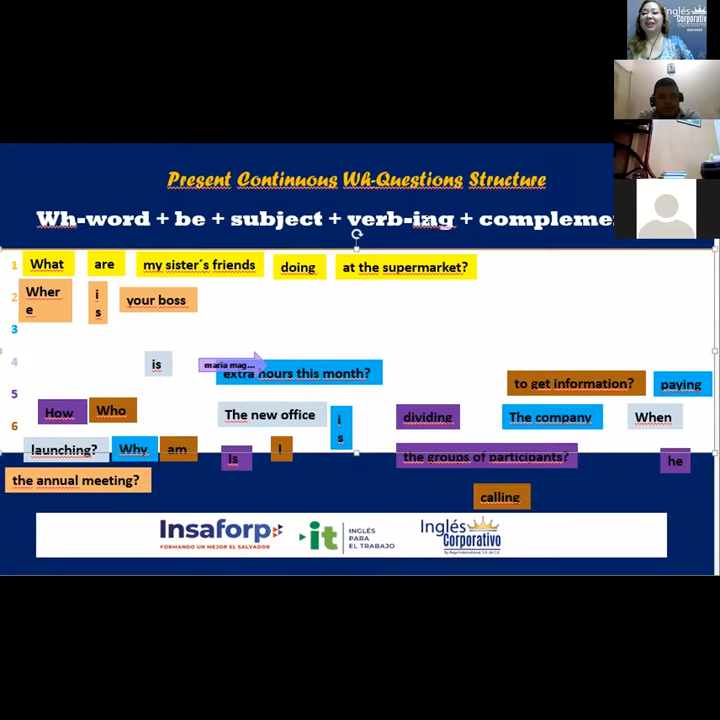 Inglés
Corporativo
Present Continuous Wh-Questions Structure
Wh-word + be + subject + verb-ing + compleme
1 What are my sister´s friends doing at the supermarket?
2 Wher
e
i
s
your boss
3
4 is
maria mag...
extra hours this month?
to get information?
paying
5
How
Who
The new office
i
s
dividing
The company
When
6
launching?
Why
am
Is
I
the groups of participants?
he
the annual meeting?
calling
Insaforp
FORMANDO UN MEJOR EL SALVADOR
it
INGLÉS
PARA
EL TRABAJO
Inglés
Corporativo